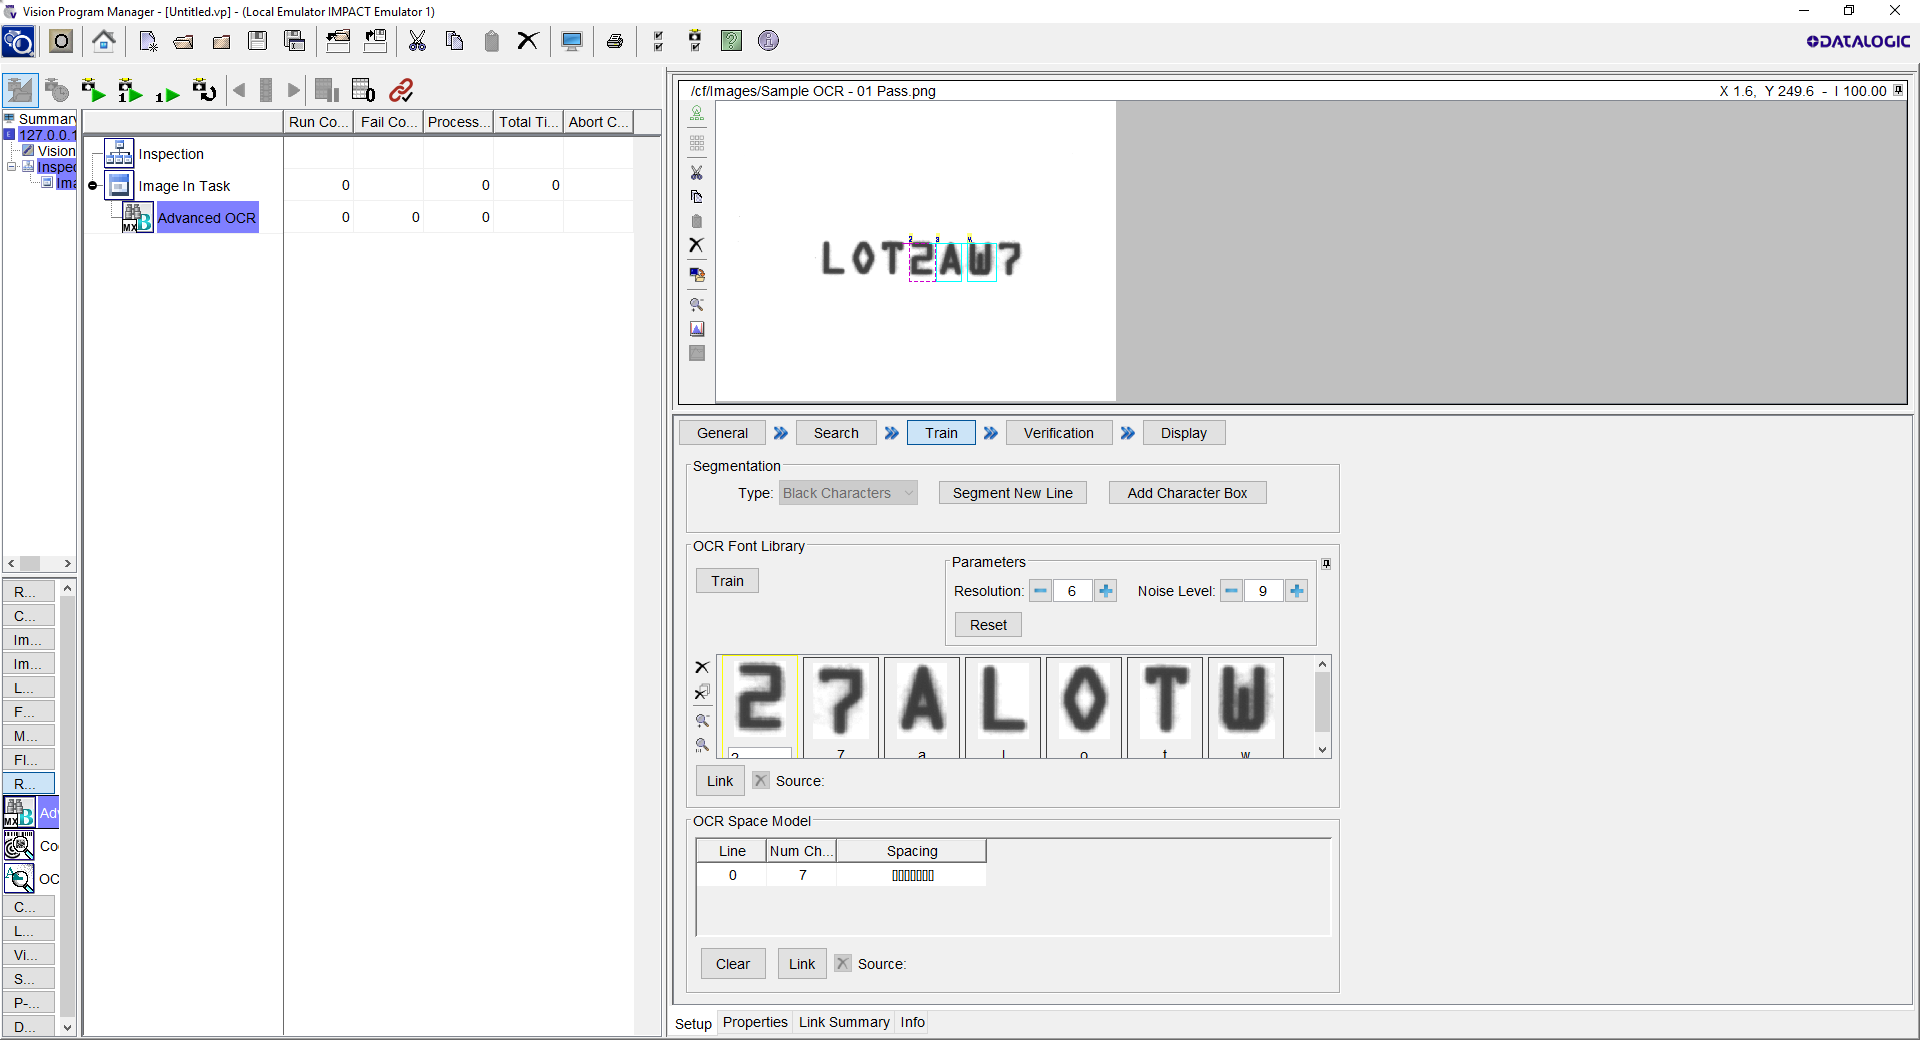 Vision Program Manager - [Untitled.vp] - (Local Emulator IMPACT Emulator 1)
DATALOGIC
Summary
127.0.0.1
Vision
Inspec
Ima
Run Co... Fail Co... Process... Total Ti... Abort C...
Inspection
Image In Task 0 0 0
Advanced OCR 0 0 0
R...
C...
Im...
Im...
L...
F...
M...
Fl...
R...
Adv
Co
OC
C...
L...
Vi...
S...
P-...
D...
/cf/Images/Sample OCR - 01 Pass.png X 1.6, Y 249.6 - I 100.00
2 a w
LOT2AW7
General Search Train Verification Display
Segmentation
Type: Black Characters Segment New Line Add Character Box
OCR Font Library
Train
Parameters
Resolution: 6 Noise Level: 9
Reset
2 7 A L O T W
2 7 a l o t w
Link Source:
OCR Space Model
Line Num Ch... Spacing
0 7
Clear Link Source:
Setup Properties Link Summary Info